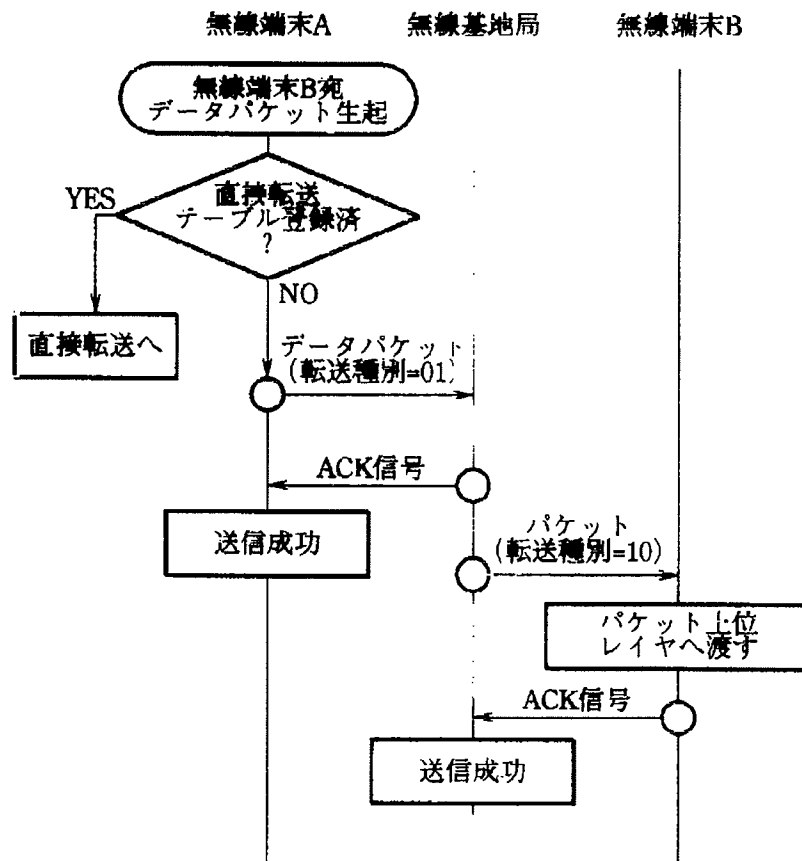 無線端末A 無線基地局 無線端末B
無線端末B宛
データパケット生起
YES
直接転送
テーブル登録済
?
NO
直接転送へ
データパケット
(転送種別=01)
ACK信号
送信成功
パケット
(転送種別=10)
パケット上位
レイヤへ渡す
ACK信号
送信成功